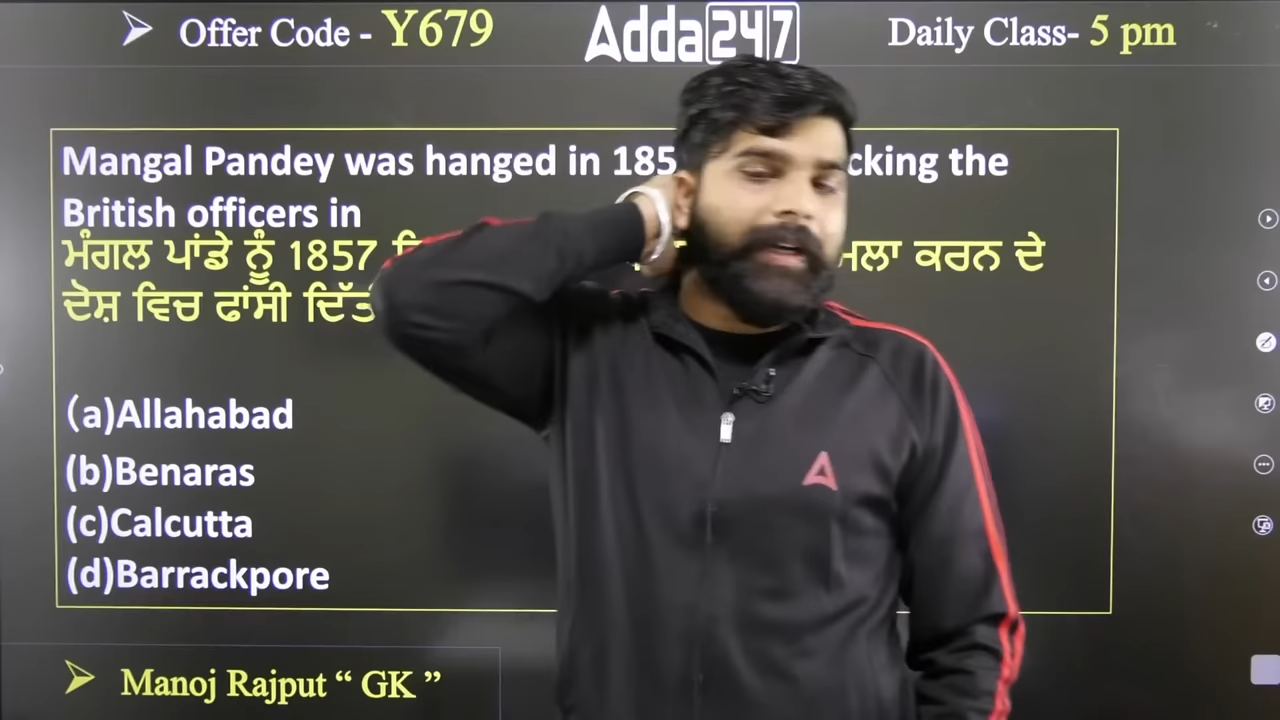 ➢ Offer Code - Y679
Adda247
Daily Class- 5 pm
Mangal Pandey was hanged in 185 cking the
British officers in
ਮੰਗਲ ਪਾਂਡੇ ਨੂੰ 1857 ਕਰਨ ਦੇ
ਦੋਸ਼ ਵਿਚ ਫਾਂਸੀ
(a)Allahabad
(b)Benaras
(c)Calcutta
(d)Barrackpore
➢ Manoj Rajput “ GK ”